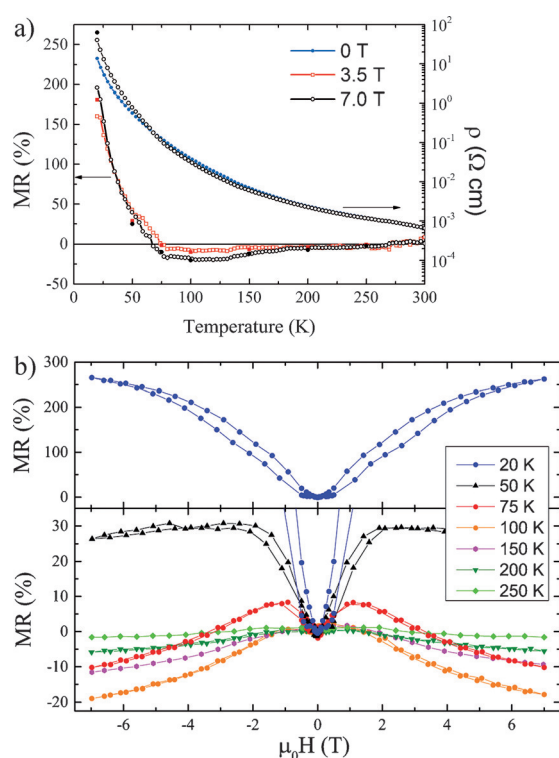 a)
250
200
150
100
50
0
-25
-50
MR (%)
0 T
3.5 T
7.0 T
10²
10¹
10⁰
10⁻¹
10⁻²
10⁻³
10⁻⁴
ρ (Ω cm)
0 50 100 150 200 250 300
Temperature (K)
b)
300
200
100
0
MR (%)
30
20
10
0
-10
-20
MR (%)
20 K
50 K
75 K
100 K
150 K
200 K
250 K
-6 -4 -2 0 2 4 6
μ₀H (T)